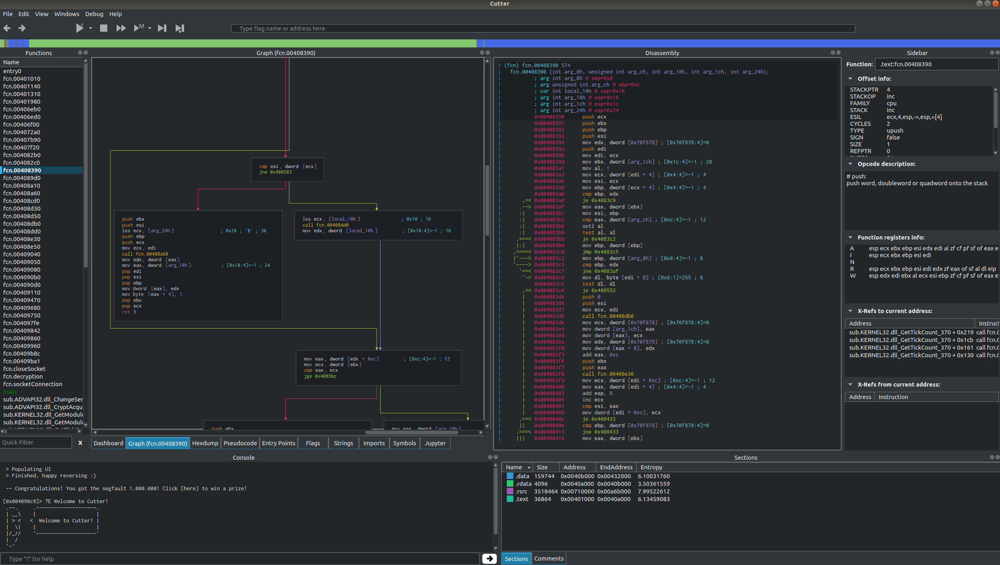 Cutter
File Edit View Windows Debug Help
E M Type flag name or address here
Functions
Name
entry0
fcn.00401010
fcn.00401140
fcn.00401310
fcn.00401980
fcn.00406eb0
fcn.00406ed0
fcn.00406f00
fcn.004072a0
fcn.00407b90
fcn.00407f20
fcn.004082b0
fcn.004082c0
fcn.00408390
fcn.004089d0
fcn.00408a10
fcn.00408a60
fcn.00408cd0
fcn.00408d30
fcn.00408d50
fcn.00408db0
fcn.00408dd0
fcn.00408e30
fcn.00408e50
fcn.00409040
fcn.00409050
fcn.00409080
fcn.004090b0
fcn.004090d0
fcn.00409110
fcn.00409470
fcn.00409680
fcn.00409750
fcn.004097fe
fcn.00409842
fcn.00409860
fcn.00409960
fcn.00409b8c
fcn.00409ba1
fcn.closeSocket
fcn.decryption
fcn.socketConnection
main
sub.ADVAPI32.dll_ChangeSer
sub.ADVAPI32.dll_CryptAcqu
sub.KERNEL32.dll_GetModule
sub.KERNEL32.dll_GetModule
Quick Filter X
Graph (fcn.00408390)
cmp esi, dword [ecx]
jne 0x408583
push ebx
push esi
lea ecx, [arg_24h] ; 0x24 ; '$' ; 36
push ebp
push ecx
mov ecx, edi
call fcn.00408a60
mov edx, dword [eax]
mov eax, dword [arg_18h] ; [0x18:4]=-1 ; 24
pop edi
pop esi
pop ebp
mov dword [eax], edx
mov byte [eax + 4], 1
pop ebx
pop ecx
ret 8
lea ecx, [local_10h] ; 0x10 ; 16
call fcn.00408dd0
mov edx, dword [local_10h] ; [0x10:4]=-1 ; 16
mov eax, dword [edx + 0xc] ; [0xc:4]=-1 ; 12
mov ecx, dword [ebx]
cmp eax, ecx
jge 0x4085bc
push ebx
mov eax, dword [arg_18h]
Dashboard Graph (fcn.00408390) Hexdump Pseudocode Entry Points Flags Strings Imports Symbols Jupyter
Disassembly
/ (fcn) fcn.00408390 574
| fcn.00408390 (int arg_8h, unsigned int arg_ch, int arg_18h, int arg_1ch, int arg_24h);
| ; arg int arg_8h @ ebp+0x8
| ; arg unsigned int arg_ch @ ebp+0xc
| ; var int local_10h @ esp+0x10
| ; arg int arg_18h @ esp+0x18
| ; arg int arg_1ch @ esp+0x1c
| ; arg int arg_24h @ esp+0x24
| 0x00408390 push ecx
| 0x00408391 push ebx
| 0x00408392 push ebp
| 0x00408393 push esi
| 0x00408394 mov edx, dword [0x70f878] ; [0x70f878:4]=0
| 0x0040839a push edi
| 0x0040839b mov edi, ecx
| 0x0040839d mov ebx, dword [arg_1ch] ; [0x1c:4]=-1 ; 28
| 0x004083a1 mov al, 1
| 0x004083a3 mov ecx, dword [edi + 4] ; [0x4:4]=-1 ; 4
| 0x004083a6 mov esi, ecx
| 0x004083a8 mov ebp, dword [ecx + 4] ; [0x4:4]=-1 ; 4
| 0x004083ab cmp ebp, edx
| ,=< 0x004083ad je 0x4083c9
| .--> 0x004083af mov eax, dword [ebx]
| :| 0x004083b1 mov esi, ebp
| :| 0x004083b3 cmp eax, dword [arg_ch] ; [0xc:4]=-1 ; 12
| :| 0x004083b6 setl al
| :| 0x004083b9 test al, al
| ,===< 0x004083bb je 0x4083c2
| |:| 0x004083bd mov ebp, dword [ebp]
| ,====< 0x004083c0 jmp 0x4083c5
| |`---> 0x004083c2 mov ebp, dword [arg_8h] ; [0x8:4]=-1 ; 8
| `----> 0x004083c5 cmp ebp, edx
| `==< 0x004083c7 jne 0x4083af
| `-> 0x004083c9 mov dl, byte [edi + 8] ; [0x8:1]=255 ; 8
| 0x004083cc test dl, dl
| ,=< 0x004083ce je 0x408552
| | 0x004083d4 push 0
| | 0x004083d6 push esi
| | 0x004083d7 mov ecx, edi
| | 0x004083d9 call fcn.00408db0
| | 0x004083de mov ecx, dword [0x70f878] ; [0x70f878:4]=0
| | 0x004083e4 mov dword [arg_1ch], eax
| | 0x004083e8 mov dword [eax], ecx
| | 0x004083ea mov edx, dword [0x70f878] ; [0x70f878:4]=0
| | 0x004083f0 mov dword [eax + 8], edx
| | 0x004083f3 add eax, 0xc
| | 0x004083f6 push ebx
| | 0x004083f7 push eax
| | 0x004083f8 call fcn.00408e30
| | 0x004083fd mov ecx, dword [edi + 0xc] ; [0xc:4]=-1 ; 12
| | 0x00408400 mov eax, dword [edi + 4] ; [0x4:4]=-1 ; 4
| | 0x00408403 add esp, 8
| | 0x00408406 inc ecx
| | 0x00408407 cmp esi, eax
| | 0x00408409 mov dword [edi + 0xc], ecx
| ,==< 0x0040840c je 0x408433
| || 0x0040840e cmp ebp, dword [0x70f878] ; [0x70f878:4]=0
| ,===< 0x00408414 jne 0x408433
| ||| 0x00408416 mov eax, dword [ebx]
Sidebar
Function: .text:fcn.00408390
Offset info:
STACKPTR 4
STACKOP inc
FAMILY cpu
STACK inc
ESIL ecx,4,esp,-=,esp,=[4]
CYCLES 2
TYPE upush
SIGN false
SIZE 1
REFPTR 0
Opcode description:
# push:
push word, doubleword or quadword onto the stack
Function registers info:
A esp ecx ebx ebp esi edx edi al zf cf pf sf of eax e
I esp ecx ebx ebp esi edi
N
R esp ecx ebx ebp esi edi edx zf eax of sf al dl eip
W esp edx edi ebx al ecx esi ebp zf cf pf sf of eax e
X-Refs to current address:
Address Instruct
sub.KERNEL32.dll_GetTickCount_370 + 0x219 call fcn.0
sub.KERNEL32.dll_GetTickCount_370 + 0x1cb call fcn.0
sub.KERNEL32.dll_GetTickCount_370 + 0x161 call fcn.0
sub.KERNEL32.dll_GetTickCount_370 + 0x130 call fcn.0
X-Refs from current address:
Address Instruction
Console
> Populating UI
> Finished, happy reversing :)
-- Congratulations! You got the segfault 1.000.000! Click [here] to win a prize!
[0x004090c9]> ?E Welcome to Cutter!
.--. .--------------------.
| __\ | |
| > < < Welcome to Cutter! |
| \| | |
|/_// `--------------------'
| /
`-'
Type "?" for help
Sections
Name Size Address EndAddress Entropy
.data 159744 0x0040b000 0x00432000 6.10031760
.rdata 4096 0x0040a000 0x0040b000 3.50361559
.rsrc 3518464 0x00710000 0x00a6b000 7.99522612
.text 36864 0x00401000 0x0040a000 6.13459083
Sections Comments